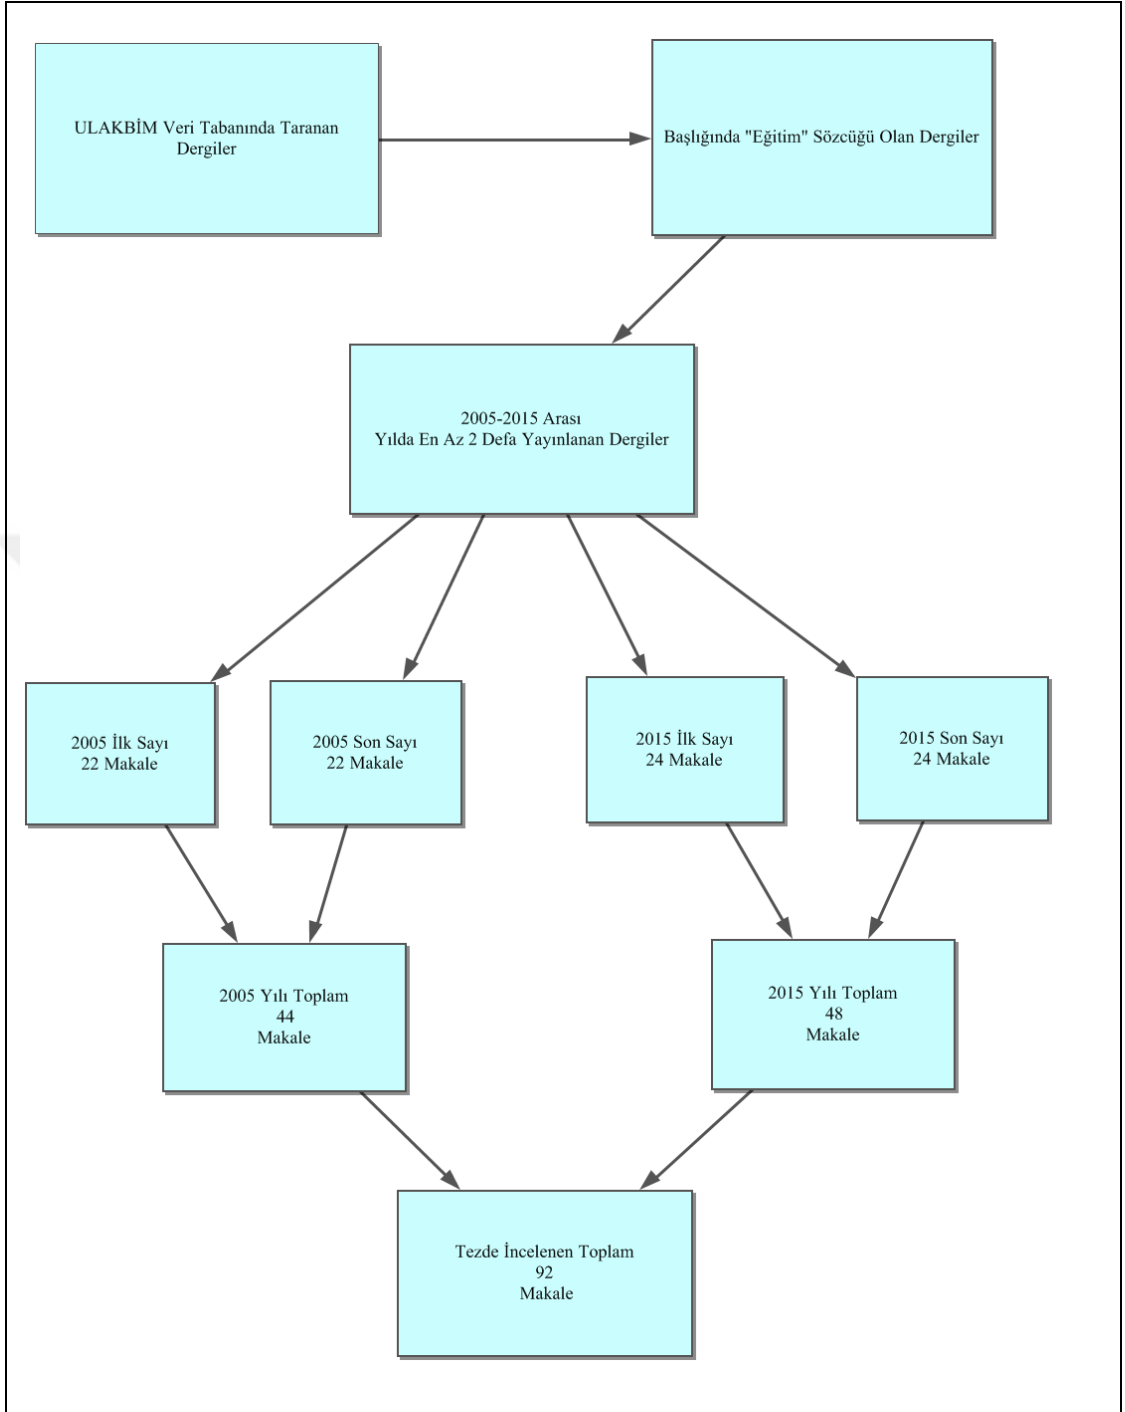 ULAKBİM Veri Tabanında Taranan
Dergiler
Başlığında "Eğitim" Sözcüğü Olan Dergiler
2005-2015 Arası
Yılda En Az 2 Defa Yayınlanan Dergiler
2005 İlk Sayı
22 Makale
2005 Son Sayı
22 Makale
2015 İlk Sayı
24 Makale
2015 Son Sayı
24 Makale
2005 Yılı Toplam
44
Makale
2015 Yılı Toplam
48
Makale
Tezde İncelenen Toplam
92
Makale